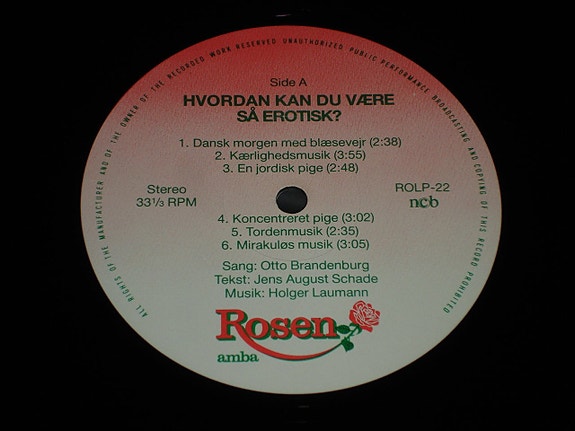 ALL RIGHTS OF THE MANUFACTURER AND OF THE OWNER OF THE RECORDED WORK RESERVED UNAUTHORIZED PUBLIC PERFORMANCE BROADCASTING AND COPYING OF THIS RECORD PROHIBITED
Side A
HVORDAN KAN DU VÆRE
SÅ EROTISK?
1. Dansk morgen med blæsevejr (2:38)
2. Kærlighedsmusik (3:55)
3. En jordisk pige (2:48)
Stereo
33 1/3 RPM
ROLP-22
ncb
4. Koncentreret pige (3:02)
5. Tordenmusik (2:35)
6. Mirakuløs musik (3:05)
Sang: Otto Brandenburg
Tekst: Jens August Schade
Musik: Holger Laumann
Rosen
amba